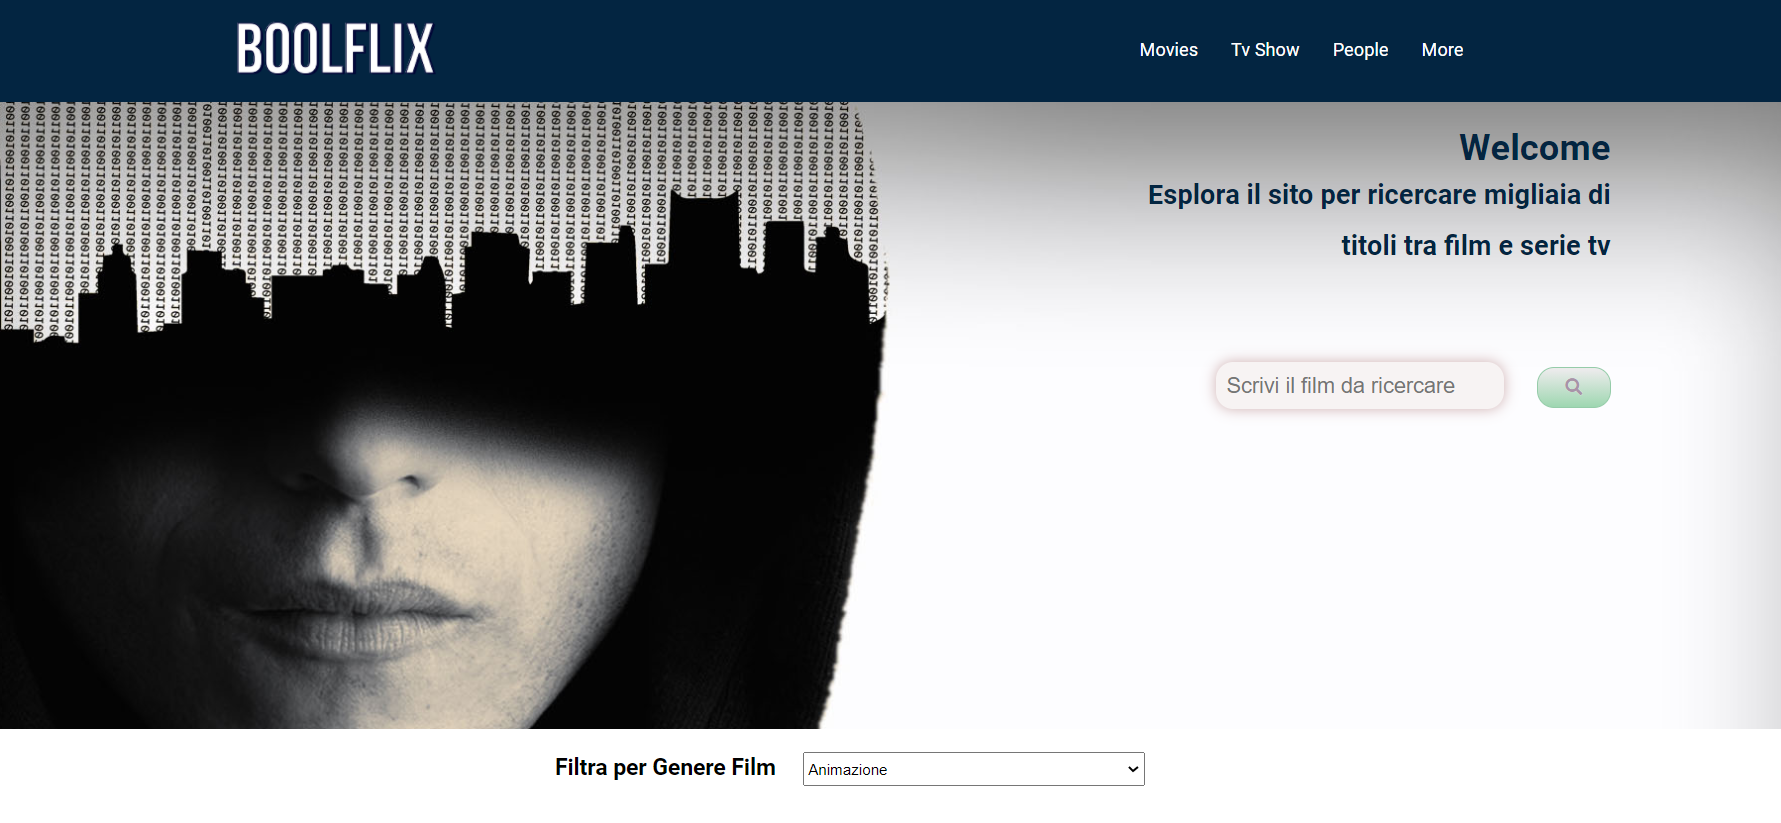 BOOLFLIX
Movies Tv Show People More
Welcome
Esplora il sito per ricercare migliaia di
titoli tra film e serie tv
Scrivi il film da ricercare
Filtra per Genere Film Animazione